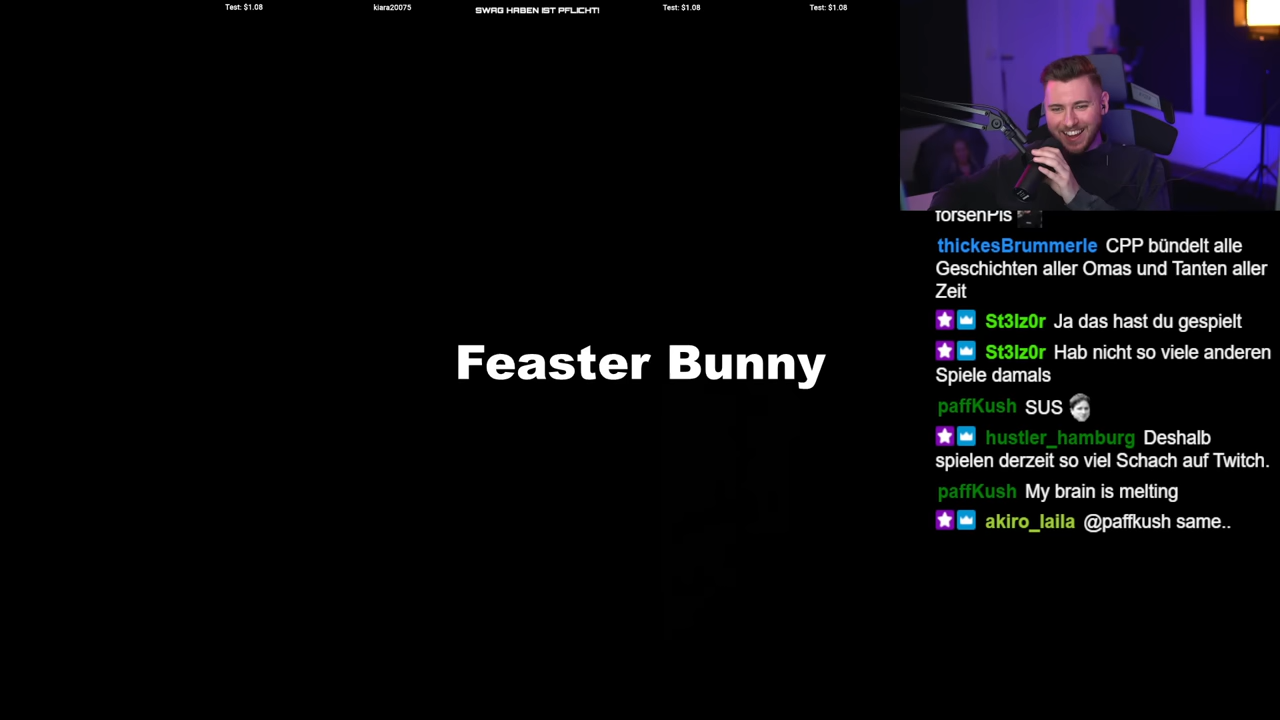 Test: $1.08 kiara20075 SWAG HABEN IST PFLICHT! Test: $1.08 Test: $1.08
forsenPls
thickesBrummerle CPP bündelt alle
Geschichten aller Omas und Tanten aller
Zeit
St3lz0r Ja das hast du gespielt
St3lz0r Hab nicht so viele anderen
Spiele damals
Feaster Bunny
paffKush SUS
hustler_hamburg Deshalb
spielen derzeit so viel Schach auf Twitch.
paffKush My brain is melting
akiro_laila @paffkush same..